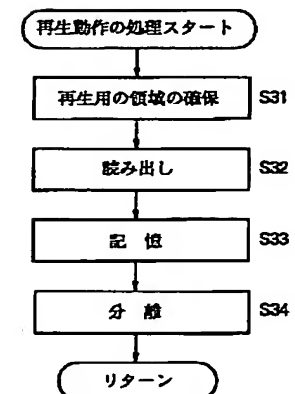 再生動作の処理スタート
再生用の領域の確保 S31
読み出し S32
記 憶 S33
分 離 S34
リターン